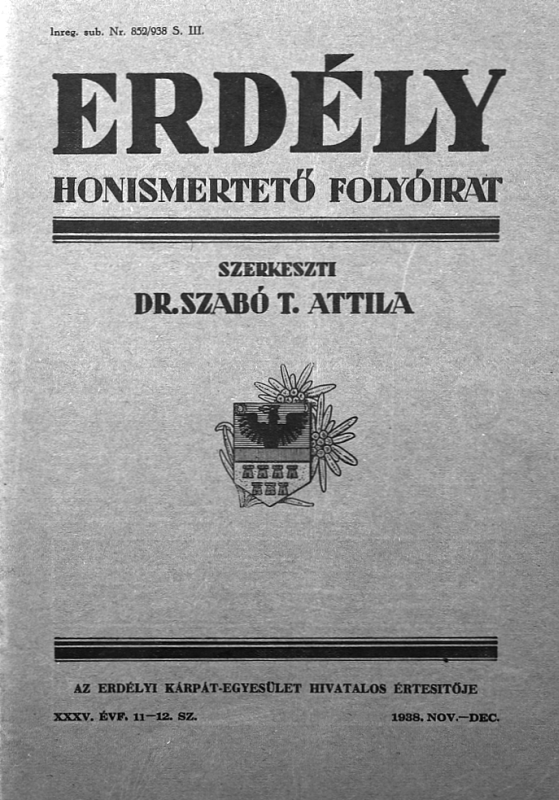 Inreg. sub. Nr. 852/938 S. III.
ERDÉLY
HONISMERTETŐ FOLYÓIRAT
SZERKESZTI
DR. SZABÓ T. ATTILA
AZ ERDÉLYI KÁRPÁT-EGYESÜLET HIVATALOS ÉRTESITŐJE
XXXV. ÉVF. 11—12. SZ.
1938. NOV.—DEC.